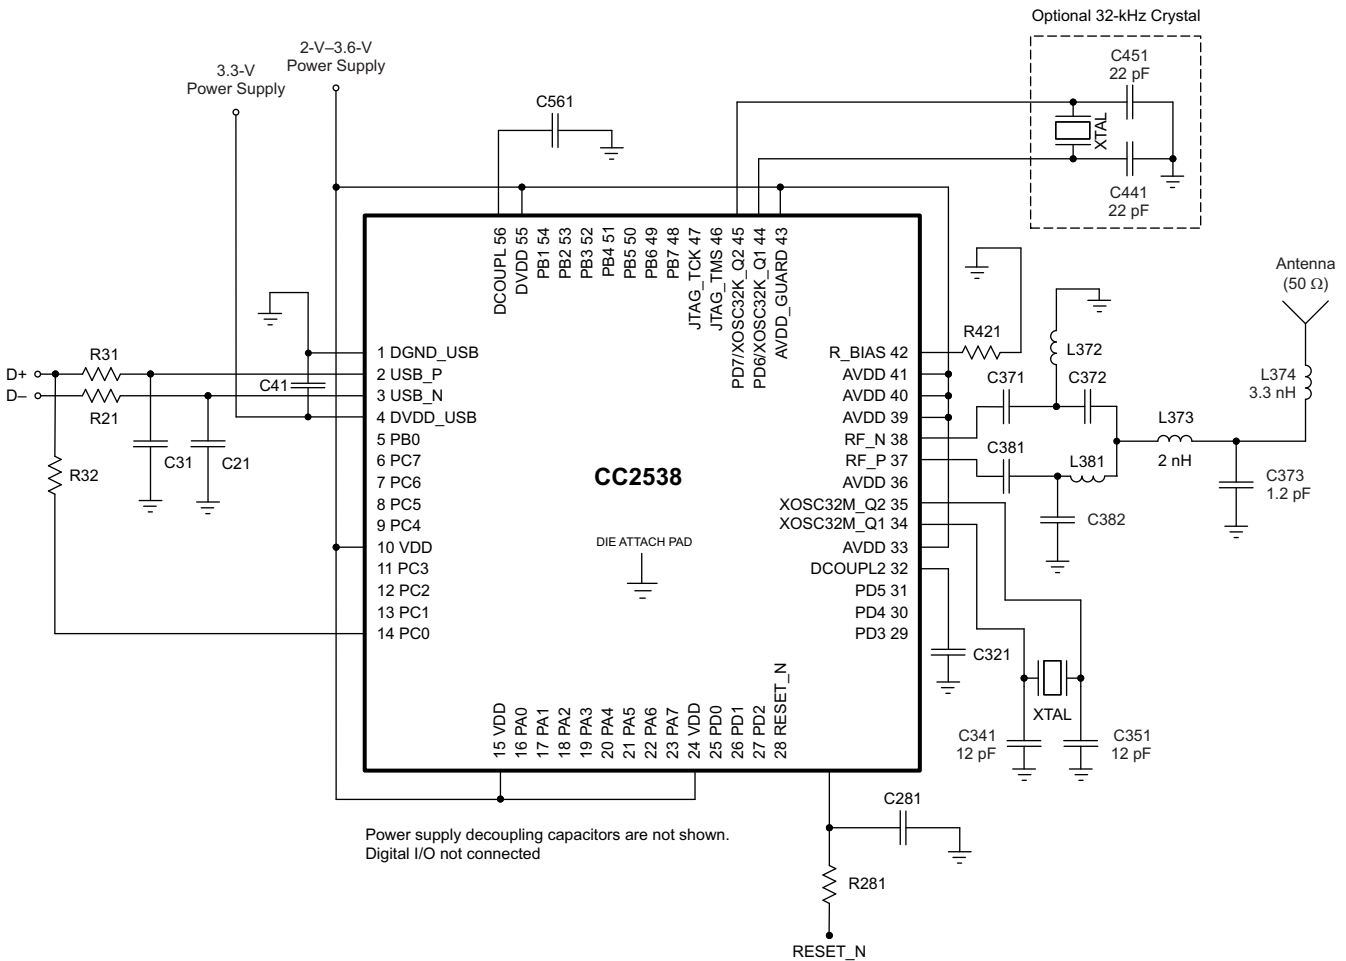 Optional 32-kHz Crystal
C451
22 pF
XTAL
C441
22 pF
2-V–3.6-V
Power Supply
3.3-V
Power Supply
C561
DCOUPL 56
DVDD 55
PB1 54
PB2 53
PB3 52
PB4 51
PB5 50
PB6 49
PB7 48
JTAG_TCK 47
JTAG_TMS 46
PD7/XOSC32K_Q2 45
PD6/XOSC32K_Q1 44
AVDD_GUARD 43
Antenna
(50 Ω)
R421
L372
C371
C372
C381
L381
C382
L373
2 nH
L374
3.3 nH
C373
1.2 pF
D+
D–
R31
R21
R32
C31
C21
C41
1 DGND_USB
2 USB_P
3 USB_N
4 DVDD_USB
5 PB0
6 PC7
7 PC6
8 PC5
9 PC4
10 VDD
11 PC3
12 PC2
13 PC1
14 PC0
CC2538
DIE ATTACH PAD
R_BIAS 42
AVDD 41
AVDD 40
AVDD 39
RF_N 38
RF_P 37
AVDD 36
XOSC32M_Q2 35
XOSC32M_Q1 34
AVDD 33
DCOUPL2 32
PD5 31
PD4 30
PD3 29
C321
XTAL
C341
12 pF
C351
12 pF
15 VDD
16 PA0
17 PA1
18 PA2
19 PA3
20 PA4
21 PA5
22 PA6
23 PA7
24 VDD
25 PD0
26 PD1
27 PD2
28 RESET_N
C281
R281
RESET_N
Power supply decoupling capacitors are not shown.
Digital I/O not connected